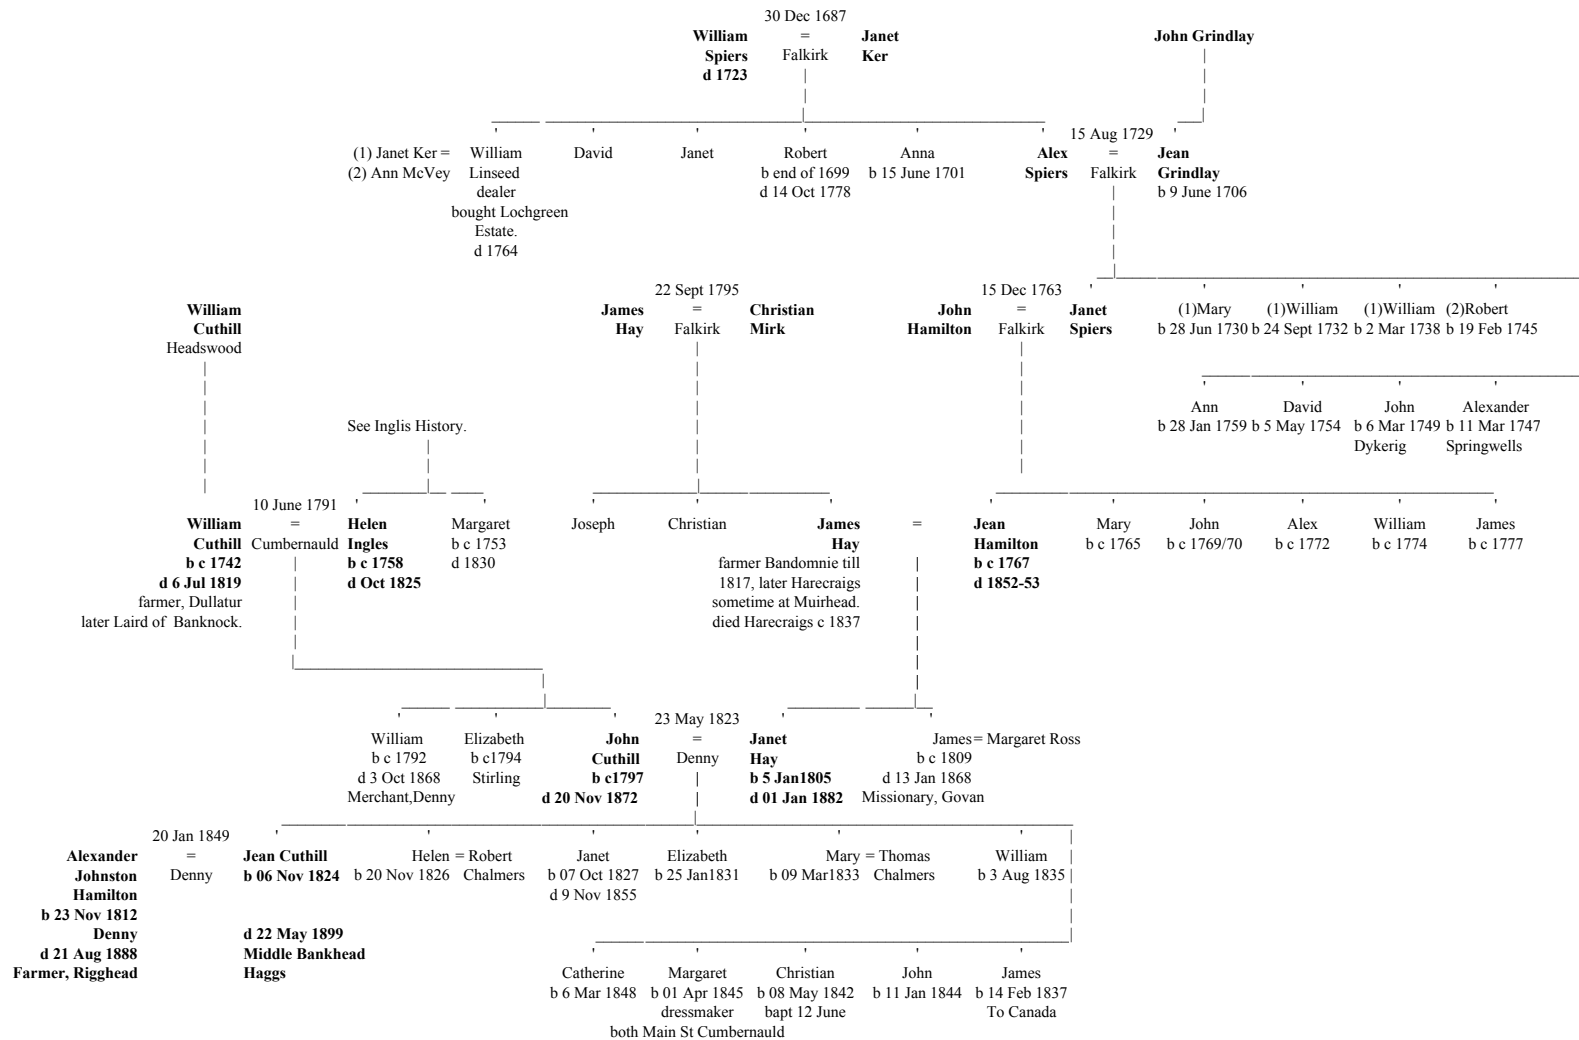 30 Dec 1687
William = Janet John Grindlay
Spiers Falkirk Ker
d 1723
15 Aug 1729
(1) Janet Ker = William David Janet Robert Anna Alex = Jean
(2) Ann McVey Linseed b end of 1699 b 15 June 1701 Spiers Falkirk Grindlay
dealer d 14 Oct 1778 b 9 June 1706
bought Lochgreen
Estate.
d 1764
22 Sept 1795 15 Dec 1763
William James = Christian John = Janet (1)Mary (1)William (1)William (2)Robert
Cuthill Hay Falkirk Mirk Hamilton Falkirk Spiers b 28 Jun 1730 b 24 Sept 1732 b 2 Mar 1738 b 19 Feb 1745
Headswood
Ann David John Alexander
b 28 Jan 1759 b 5 May 1754 b 6 Mar 1749 b 11 Mar 1747
See Inglis History.
Dykerig Springwells
10 June 1791
William = Helen Margaret Joseph Christian James = Jean Mary John Alex William James
Cuthill Cumbernauld Ingles b c 1753 Hay Hamilton b c 1765 b c 1769/70 b c 1772 b c 1774 b c 1777
b c 1742 b c 1758 d 1830 farmer Bandomnie till b c 1767
d 6 Jul 1819 d Oct 1825 1817, later Harecraigs d 1852-53
farmer, Dullatur sometime at Muirhead.
later Laird of Banknock. died Harecraigs c 1837
23 May 1823
William Elizabeth John = Janet James = Margaret Ross
b c 1792 b c1794 Cuthill Denny Hay b c 1809
d 3 Oct 1868 Stirling b c1797 b 5 Jan1805 d 13 Jan 1868
Merchant,Denny d 20 Nov 1872 d 01 Jan 1882 Missionary, Govan
20 Jan 1849
Alexander = Jean Cuthill Helen = Robert Janet Elizabeth Mary = Thomas William
Johnston Denny b 06 Nov 1824 b 20 Nov 1826 Chalmers b 07 Oct 1827 b 25 Jan1831 b 09 Mar1833 Chalmers b 3 Aug 1835
Hamilton d 9 Nov 1855
b 23 Nov 1812
Denny d 22 May 1899
d 21 Aug 1888 Middle Bankhead
Farmer, Rigghead Haggs Catherine Margaret Christian John James
b 6 Mar 1848 b 01 Apr 1845 b 08 May 1842 b 11 Jan 1844 b 14 Feb 1837
dressmaker bapt 12 June To Canada
both Main St Cumbernauld